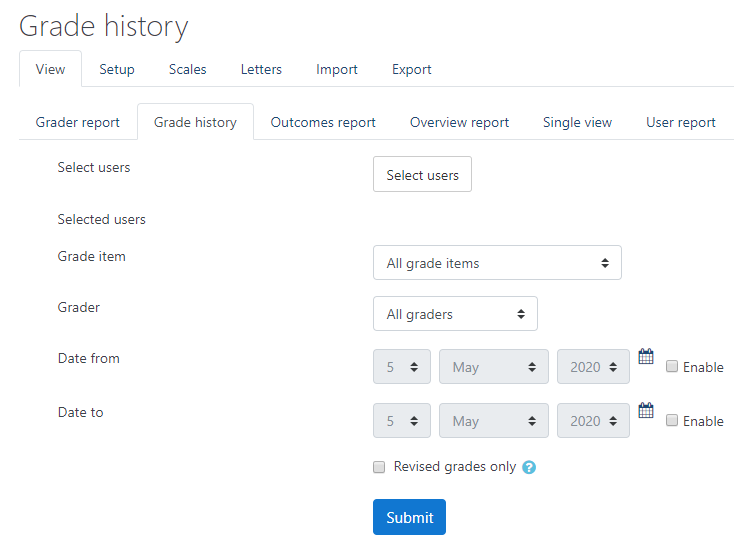 Grade history
View Setup Scales Letters Import Export
Grader report Grade history Outcomes report Overview report Single view User report
Select users Select users
Selected users
Grade item All grade items
Grader All graders
Date from 5 May 2020 Enable
Date to 5 May 2020 Enable
Revised grades only ?
Submit